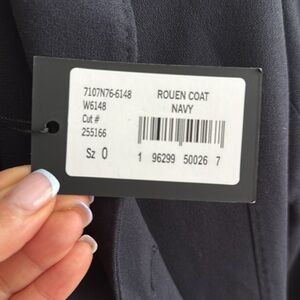 7107N76-6148
W6148
Cut #
255166
Sz 0
ROUEN COAT
NAVY
1 96299 50026 7